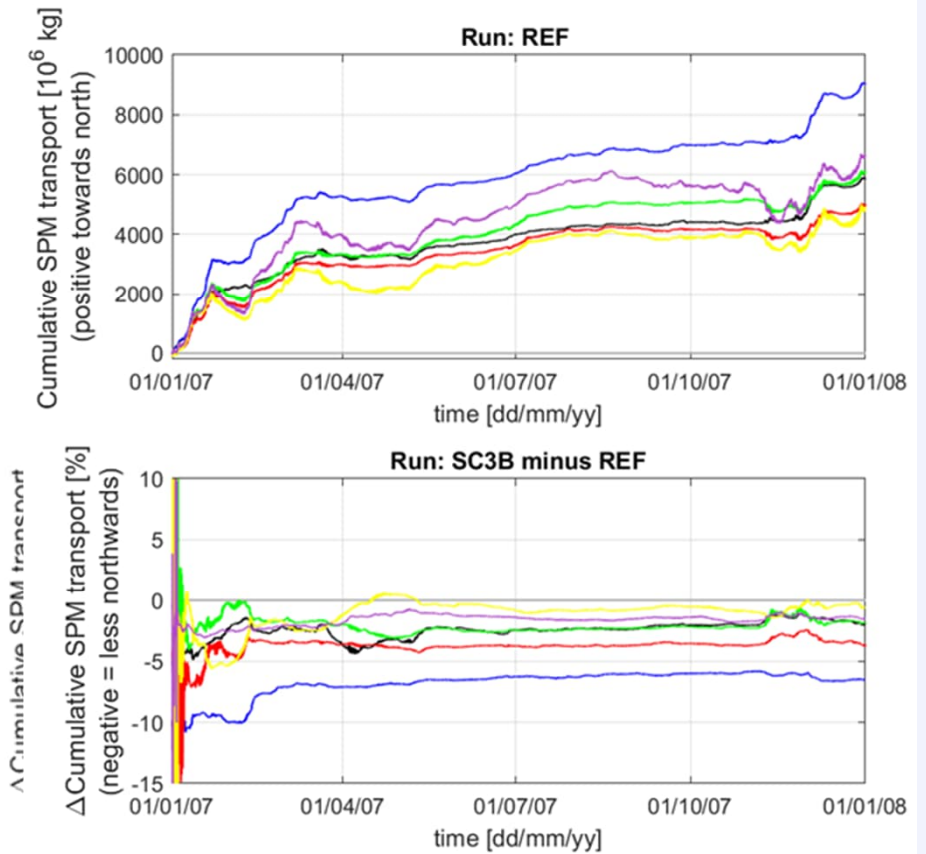 Run: REF
Cumulative SPM transport [10⁶ kg]
(positive towards north)
10000
8000
6000
4000
2000
0
01/01/07 01/04/07 01/07/07 01/10/07 01/01/08
time [dd/mm/yy]
Run: SC3B minus REF
ΔCumulative SPM transport
ΔCumulative SPM transport [%]
(negative = less northwards)
10
5
0
-5
-10
-15
01/01/07 01/04/07 01/07/07 01/10/07 01/01/08
time [dd/mm/yy]